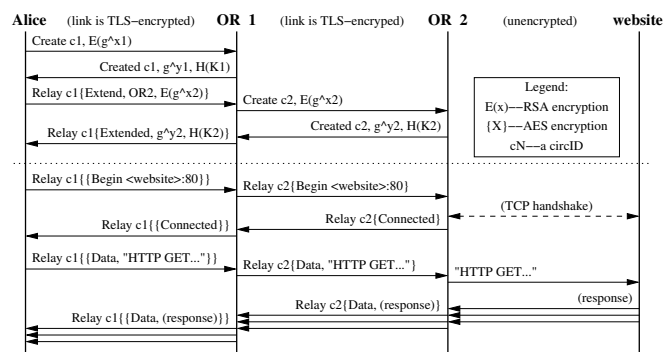 Alice (link is TLS-encrypted) OR 1 (link is TLS-encrypted) OR 2 (unencrypted) website
Create c1, E(g^x1)
Created c1, g^y1, H(K1)
Relay c1{Extend, OR2, E(g^x2)}
Create c2, E(g^x2)
Created c2, g^y2, H(K2)
Relay c1{Extended, g^y2, H(K2)}
Legend:
E(x)−−RSA encryption
{X}−−AES encryption
cN−−a circID
Relay c1{{Begin <website>:80}}
Relay c2{Begin <website>:80}
(TCP handshake)
Relay c2{Connected}
Relay c1{{Connected}}
Relay c1{{Data, "HTTP GET..."}}
Relay c2{Data, "HTTP GET..."}
"HTTP GET..."
(response)
Relay c2{Data, (response)}
Relay c1{{Data, (response)}}